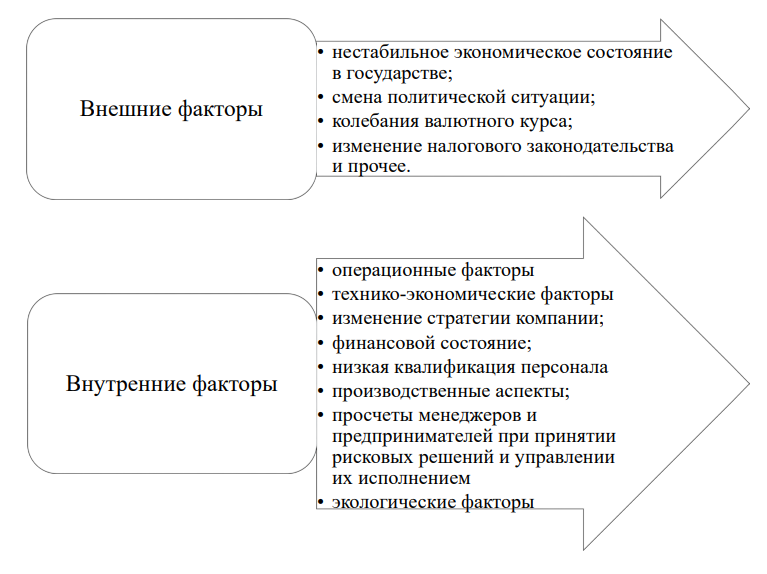 Внешние факторы
• нестабильное экономическое состояние
в государстве;
• смена политической ситуации;
• колебания валютного курса;
• изменение налогового законодательства
и прочее.
Внутренние факторы
• операционные факторы
• технико-экономические факторы
• изменение стратегии компании;
• финансовой состояние;
• низкая квалификация персонала
• производственные аспекты;
• просчеты менеджеров и
предпринимателей при принятии
рисковых решений и управлении
их исполнением
• экологические факторы